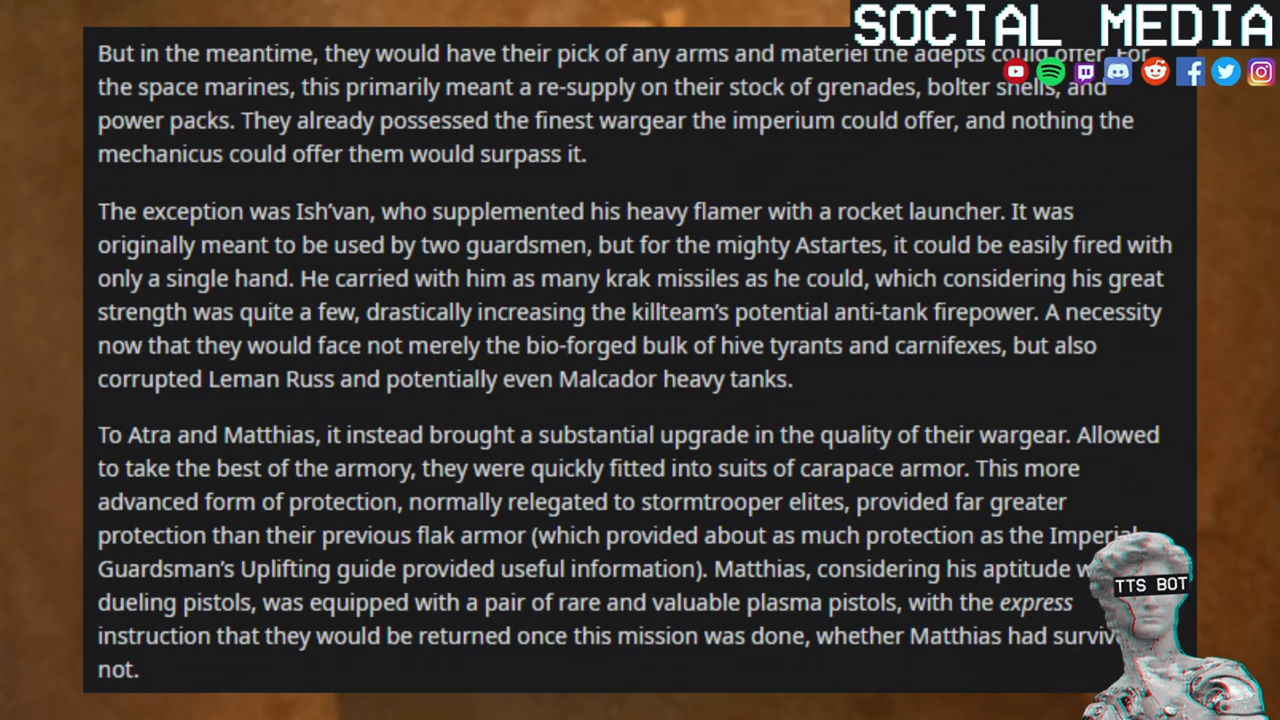 SOCIAL MEDIA
But in the meantime, they would have their pick of any arms and materiel the adepts could offer. For
the space marines, this primarily meant a re-supply on their stock of grenades, bolter shells, and
power packs. They already possessed the finest wargear the imperium could offer, and nothing the
mechanicus could offer them would surpass it.
The exception was Ish’van, who supplemented his heavy flamer with a rocket launcher. It was
originally meant to be used by two guardsmen, but for the mighty Astartes, it could be easily fired with
only a single hand. He carried with him as many krak missiles as he could, which considering his great
strength was quite a few, drastically increasing the killteam’s potential anti-tank firepower. A necessity
now that they would face not merely the bio-forged bulk of hive tyrants and carnifexes, but also
corrupted Leman Russ and potentially even Malcador heavy tanks.
To Atra and Matthias, it instead brought a substantial upgrade in the quality of their wargear. Allowed
to take the best of the armory, they were quickly fitted into suits of carapace armor. This more
advanced form of protection, normally relegated to stormtrooper elites, provided far greater
protection than their previous flak armor (which provided about as much protection as the Imperial
Guardsman’s Uplifting guide provided useful information). Matthias, considering his aptitude
dueling pistols, was equipped with a pair of rare and valuable plasma pistols, with the express
instruction that they would be returned once this mission was done, whether Matthias had
not.
TTS BOT